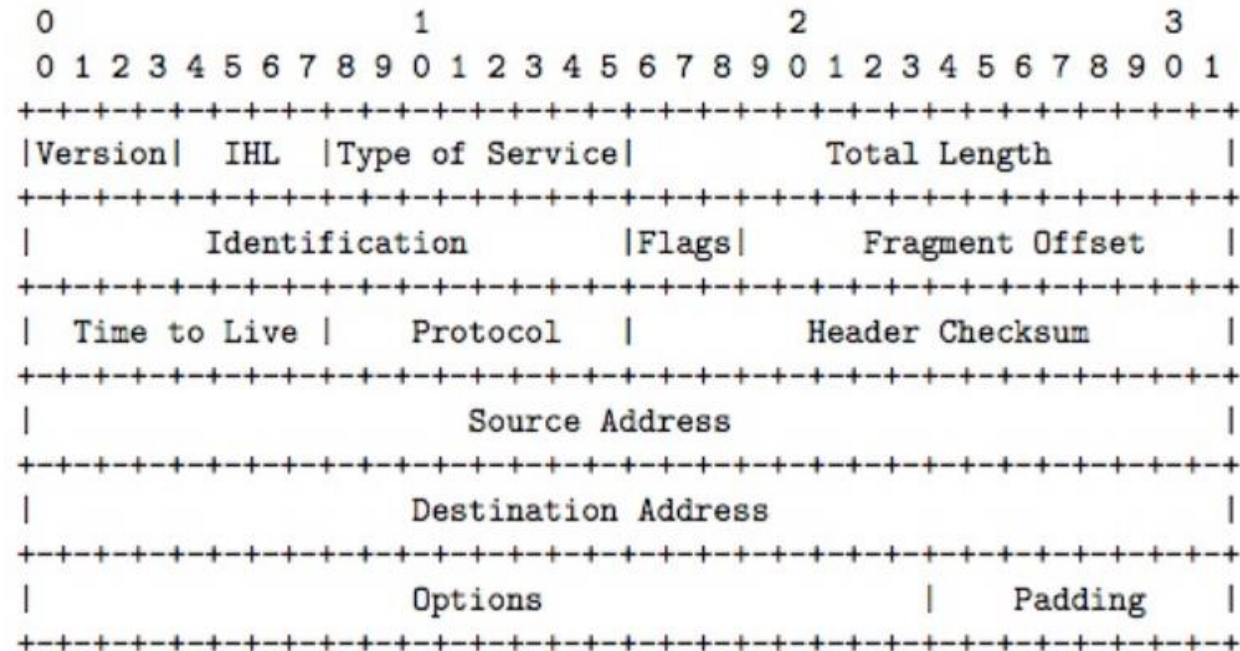 0                   1                   2                   3
 0 1 2 3 4 5 6 7 8 9 0 1 2 3 4 5 6 7 8 9 0 1 2 3 4 5 6 7 8 9 0 1
+-+-+-+-+-+-+-+-+-+-+-+-+-+-+-+-+-+-+-+-+-+-+-+-+-+-+-+-+-+-+-+-+
|Version|  IHL  |Type of Service|          Total Length         |
+-+-+-+-+-+-+-+-+-+-+-+-+-+-+-+-+-+-+-+-+-+-+-+-+-+-+-+-+-+-+-+-+
|         Identification        |Flags|      Fragment Offset    |
+-+-+-+-+-+-+-+-+-+-+-+-+-+-+-+-+-+-+-+-+-+-+-+-+-+-+-+-+-+-+-+-+
|  Time to Live |    Protocol   |         Header Checksum       |
+-+-+-+-+-+-+-+-+-+-+-+-+-+-+-+-+-+-+-+-+-+-+-+-+-+-+-+-+-+-+-+-+
|                       Source Address                          |
+-+-+-+-+-+-+-+-+-+-+-+-+-+-+-+-+-+-+-+-+-+-+-+-+-+-+-+-+-+-+-+-+
|                    Destination Address                        |
+-+-+-+-+-+-+-+-+-+-+-+-+-+-+-+-+-+-+-+-+-+-+-+-+-+-+-+-+-+-+-+-+
|                    Options                    |    Padding    |
+-+-+-+-+-+-+-+-+-+-+-+-+-+-+-+-+-+-+-+-+-+-+-+-+-+-+-+-+-+-+-+-+